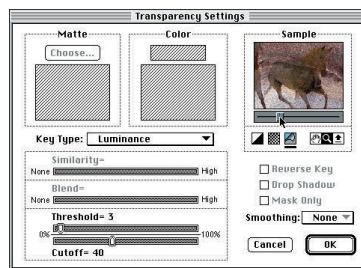 Transparency Settings
Matte
Color
Sample
Choose...
Key Type: Luminance
Similarity=
None
High
Blend=
None
High
Threshold= 3
0%
100%
Cutoff= 40
Reverse Key
Drop Shadow
Mask Only
Smoothing: None
Cancel
OK